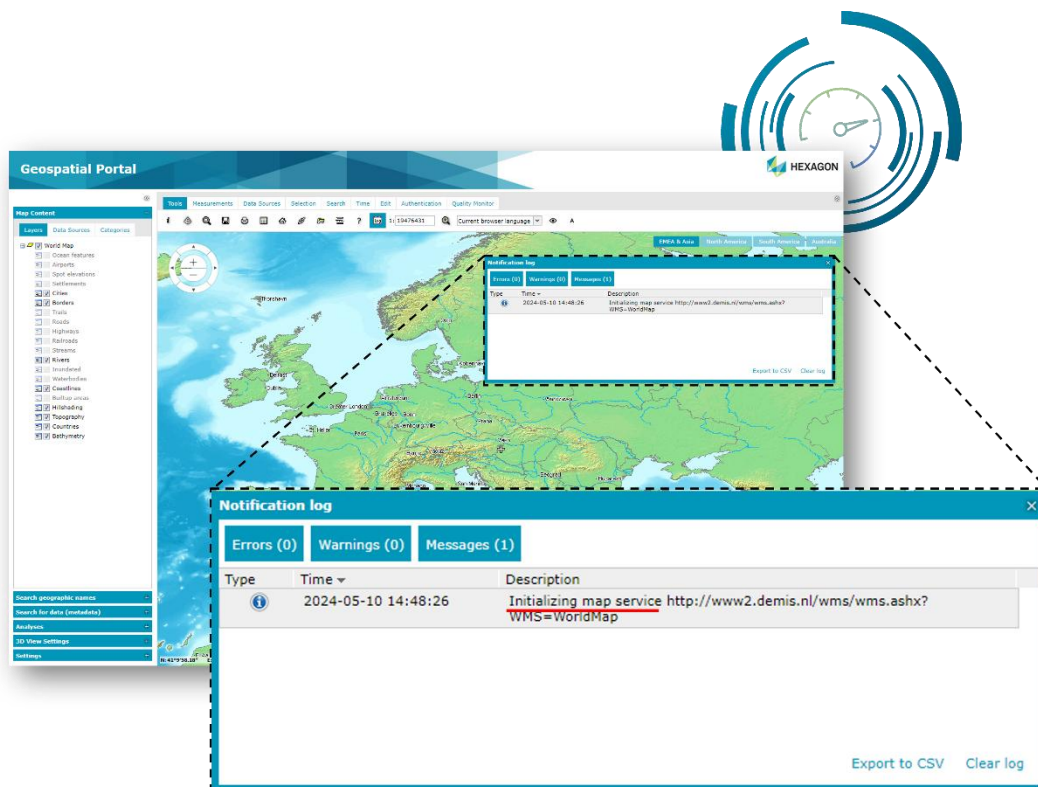 Geospatial Portal
HEXAGON
Map Content
Layers Data Sources Categories
World Map
Ocean features
Airports
Spot elevations
Settlements
Cities
Borders
Trails
Roads
Highways
Railroads
Streams
Rivers
Inundated
Waterbodies
Coastlines
Builtup areas
Hillshading
Topography
Countries
Bathymetry
Search geographic names
Search for data (metadata)
Analyses
3D View Settings
Settings
Tools Measurements Data Sources Selection Search Time Edit Authentication Quality Monitor
1: 19476431 Current browser language
EMEA & Asia North America South America Australia
Notification log
Errors (0) Warnings (0) Messages (1)
Type Time Description
2024-05-10 14:48:26 Initializing map service http://www2.demis.nl/wms/wms.ashx?
WMS=WorldMap
Export to CSV Clear log
Belfast
Dublin
Greater London
Berlin
Paris
Notification log
Errors (0) Warnings (0) Messages (1)
Type Time Description
2024-05-10 14:48:26 Initializing map service http://www2.demis.nl/wms/wms.ashx?
WMS=WorldMap
Export to CSV Clear log